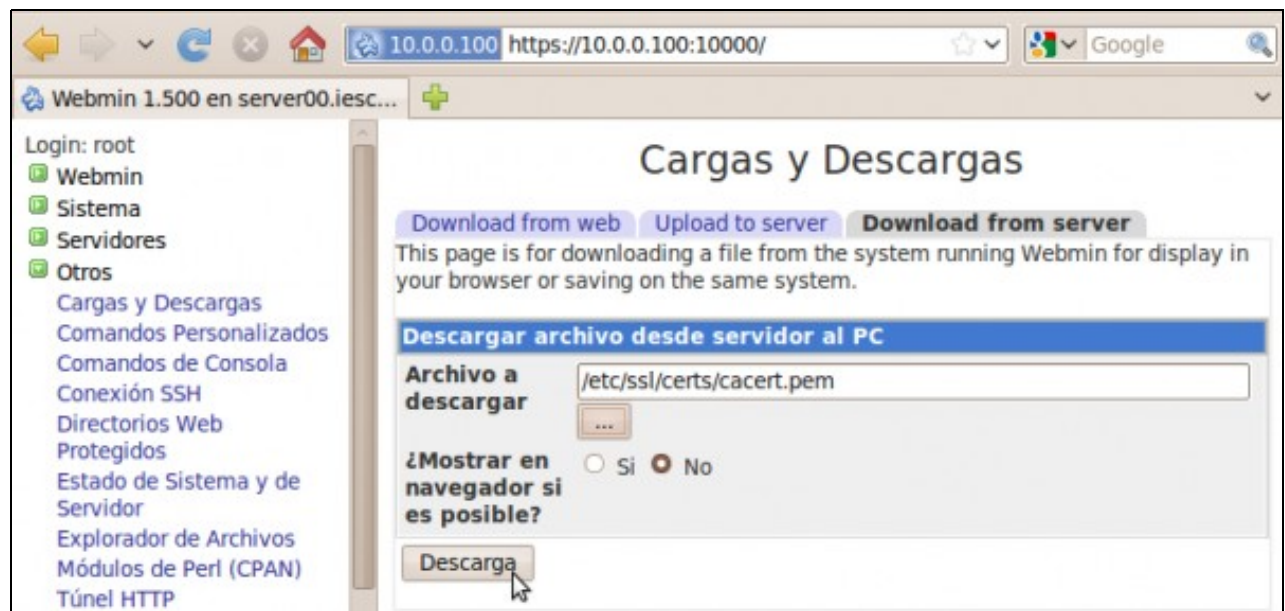 10.0.0.100 https://10.0.0.100:10000/ Google
Webmin 1.500 en server00.iesc...
Login: root
Webmin
Sistema
Servidores
Otros
Cargas y Descargas
Comandos Personalizados
Comandos de Consola
Conexión SSH
Directorios Web
Protegidos
Estado de Sistema y de
Servidor
Explorador de Archivos
Módulos de Perl (CPAN)
Túnel HTTP
Cargas y Descargas
Download from web Upload to server Download from server
This page is for downloading a file from the system running Webmin for display in
your browser or saving on the same system.
Descargar archivo desde servidor al PC
Archivo a
descargar
/etc/ssl/certs/cacert.pem
...
¿Mostrar en
navegador si
es posible?
Si No
Descarga